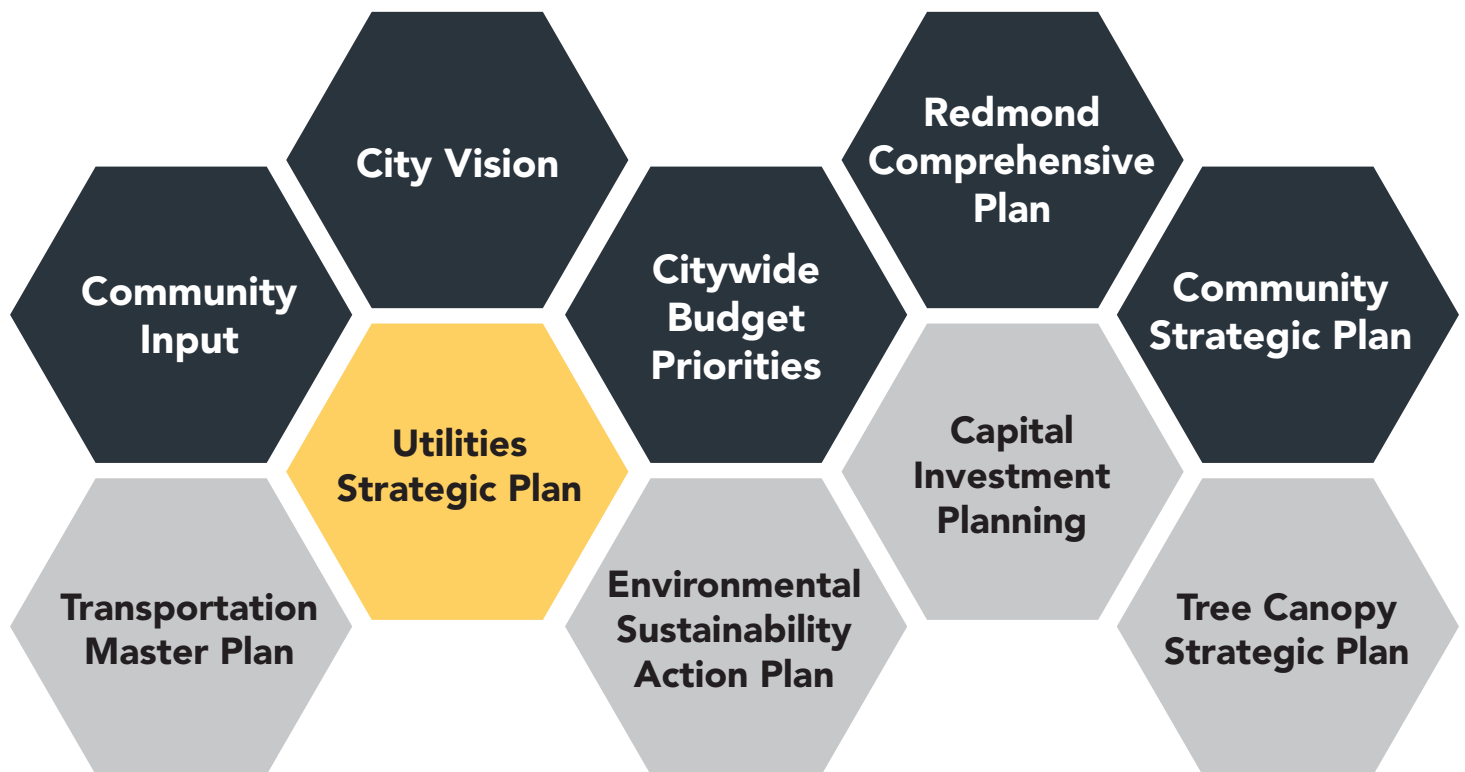 City Vision
Redmond
Comprehensive
Plan
Community
Input
Citywide
Budget
Priorities
Community
Strategic Plan
Utilities
Strategic Plan
Capital
Investment
Planning
Transportation
Master Plan
Environmental
Sustainability
Action Plan
Tree Canopy
Strategic Plan